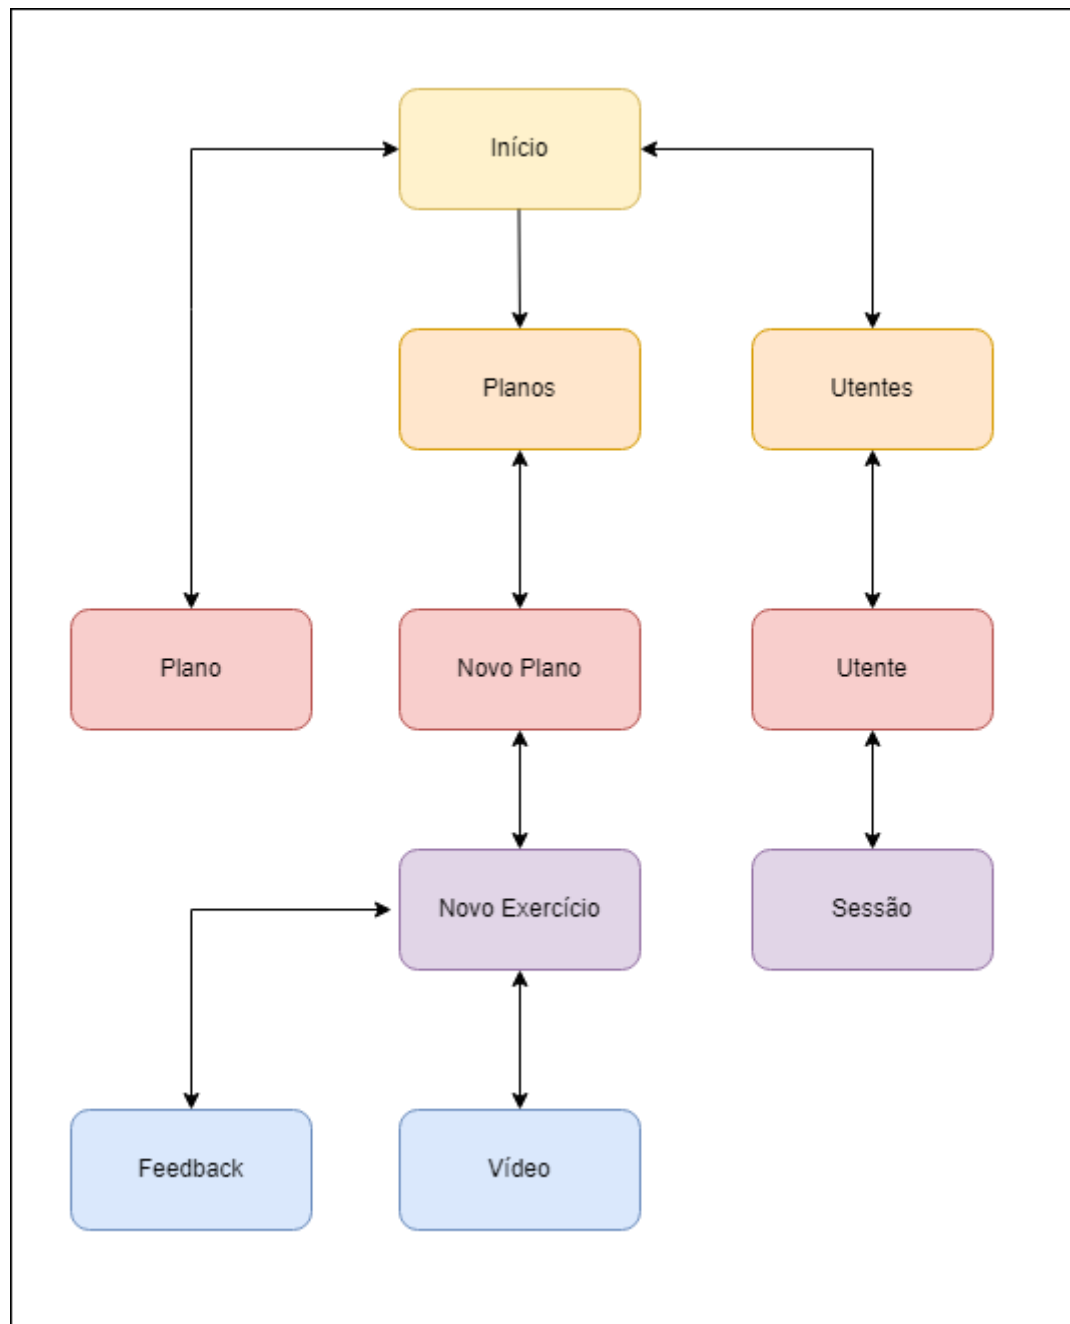 Início
Planos
Utentes
Plano
Novo Plano
Utente
Novo Exercício
Sessão
Feedback
Vídeo